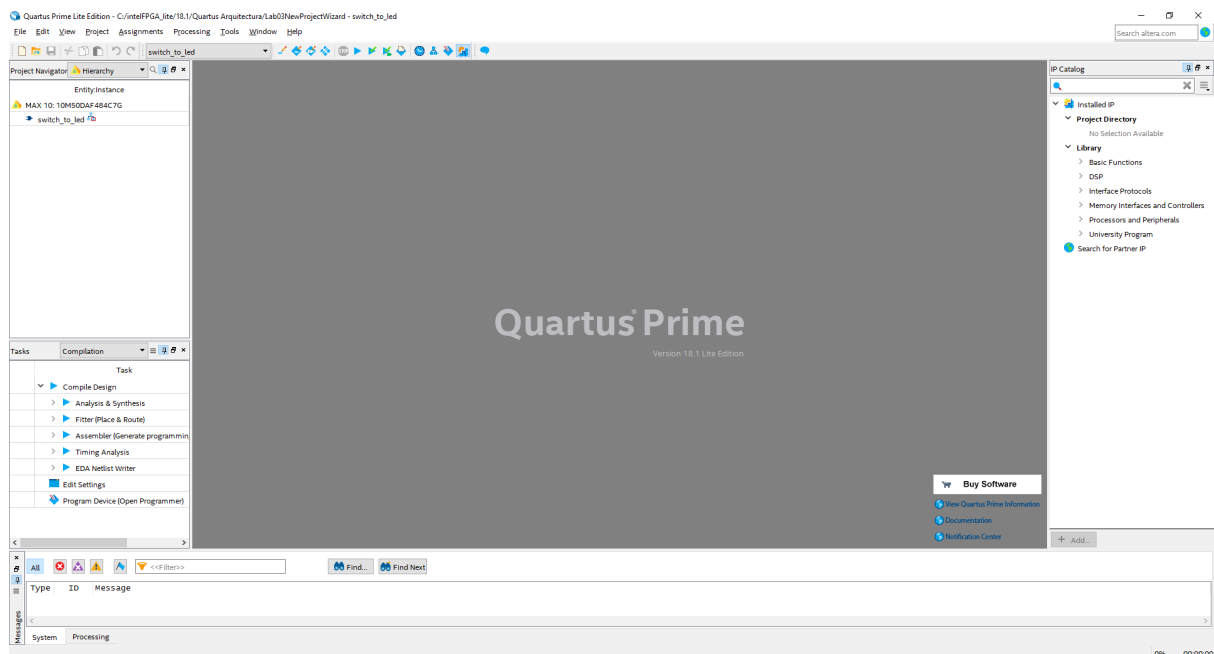 Quartus Prime Lite Edition - C:/intelFPGA_lite/18.1/Quartus Arquitectura/Lab03NewProjectWizard - switch_to_led
File Edit View Project Assignments Processing Tools Window Help
Search altera.com
switch_to_led
Project Navigator Hierarchy
Entity:Instance
MAX 10: 10M50DAF484C7G
switch_to_led
Tasks Compilation
Task
Compile Design
Analysis & Synthesis
Fitter (Place & Route)
Assembler (Generate programmin
Timing Analysis
EDA Netlist Writer
Edit Settings
Program Device (Open Programmer)
Quartus® Prime
Version 18.1 Lite Edition
Buy Software
View Quartus Prime Information
Documentation
Notification Center
IP Catalog
Installed IP
Project Directory
No Selection Available
Library
Basic Functions
DSP
Interface Protocols
Memory Interfaces and Controllers
Processors and Peripherals
University Program
Search for Partner IP
+ Add...
All <<Filter>> Find... Find Next
Type ID Message
Messages
System Processing
0% 00:00:00